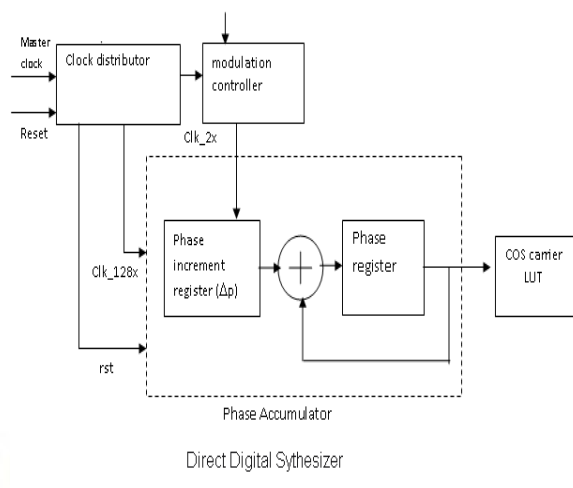 Master
clock
Clock distributor
modulation
controller
Reset
Clk_2x
Phase
increment
register (Δp)
+
Phase
register
COS carrier
LUT
Clk_128x
rst
Phase Accumulator
Direct Digital Sythesizer